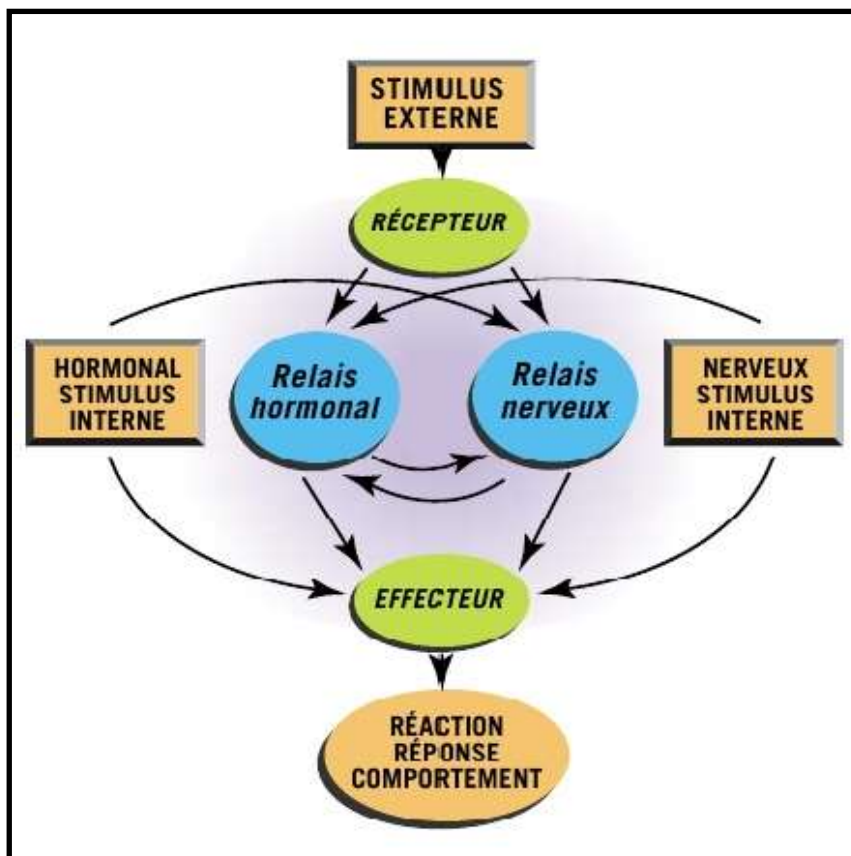 STIMULUS
EXTERNE
RÉCEPTEUR
HORMONAL
STIMULUS
INTERNE
Relais
hormonal
Relais
nerveux
NERVEUX
STIMULUS
INTERNE
EFFECTEUR
RÉACTION
RÉPONSE
COMPORTEMENT